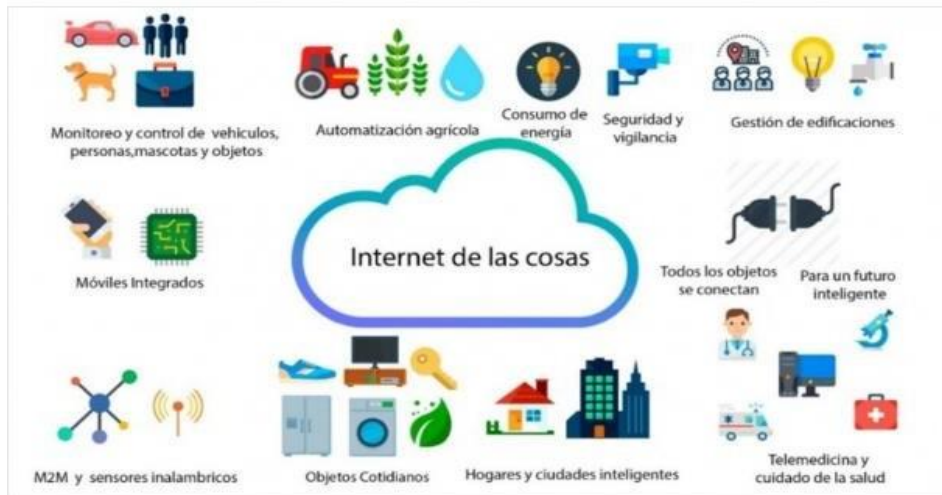 Monitoreo y control de vehiculos,
personas,mascotas y objetos
Automatización agrícola
Consumo de
energía
Seguridad y
vigilancia
Gestión de edificaciones
Internet de las cosas
Móviles Integrados
Todos los objetos
se conectan
Para un futuro
inteligente
M2M y sensores inalambricos
Objetos Cotidianos
Hogares y ciudades inteligentes
Telemedicina y
cuidado de la salud